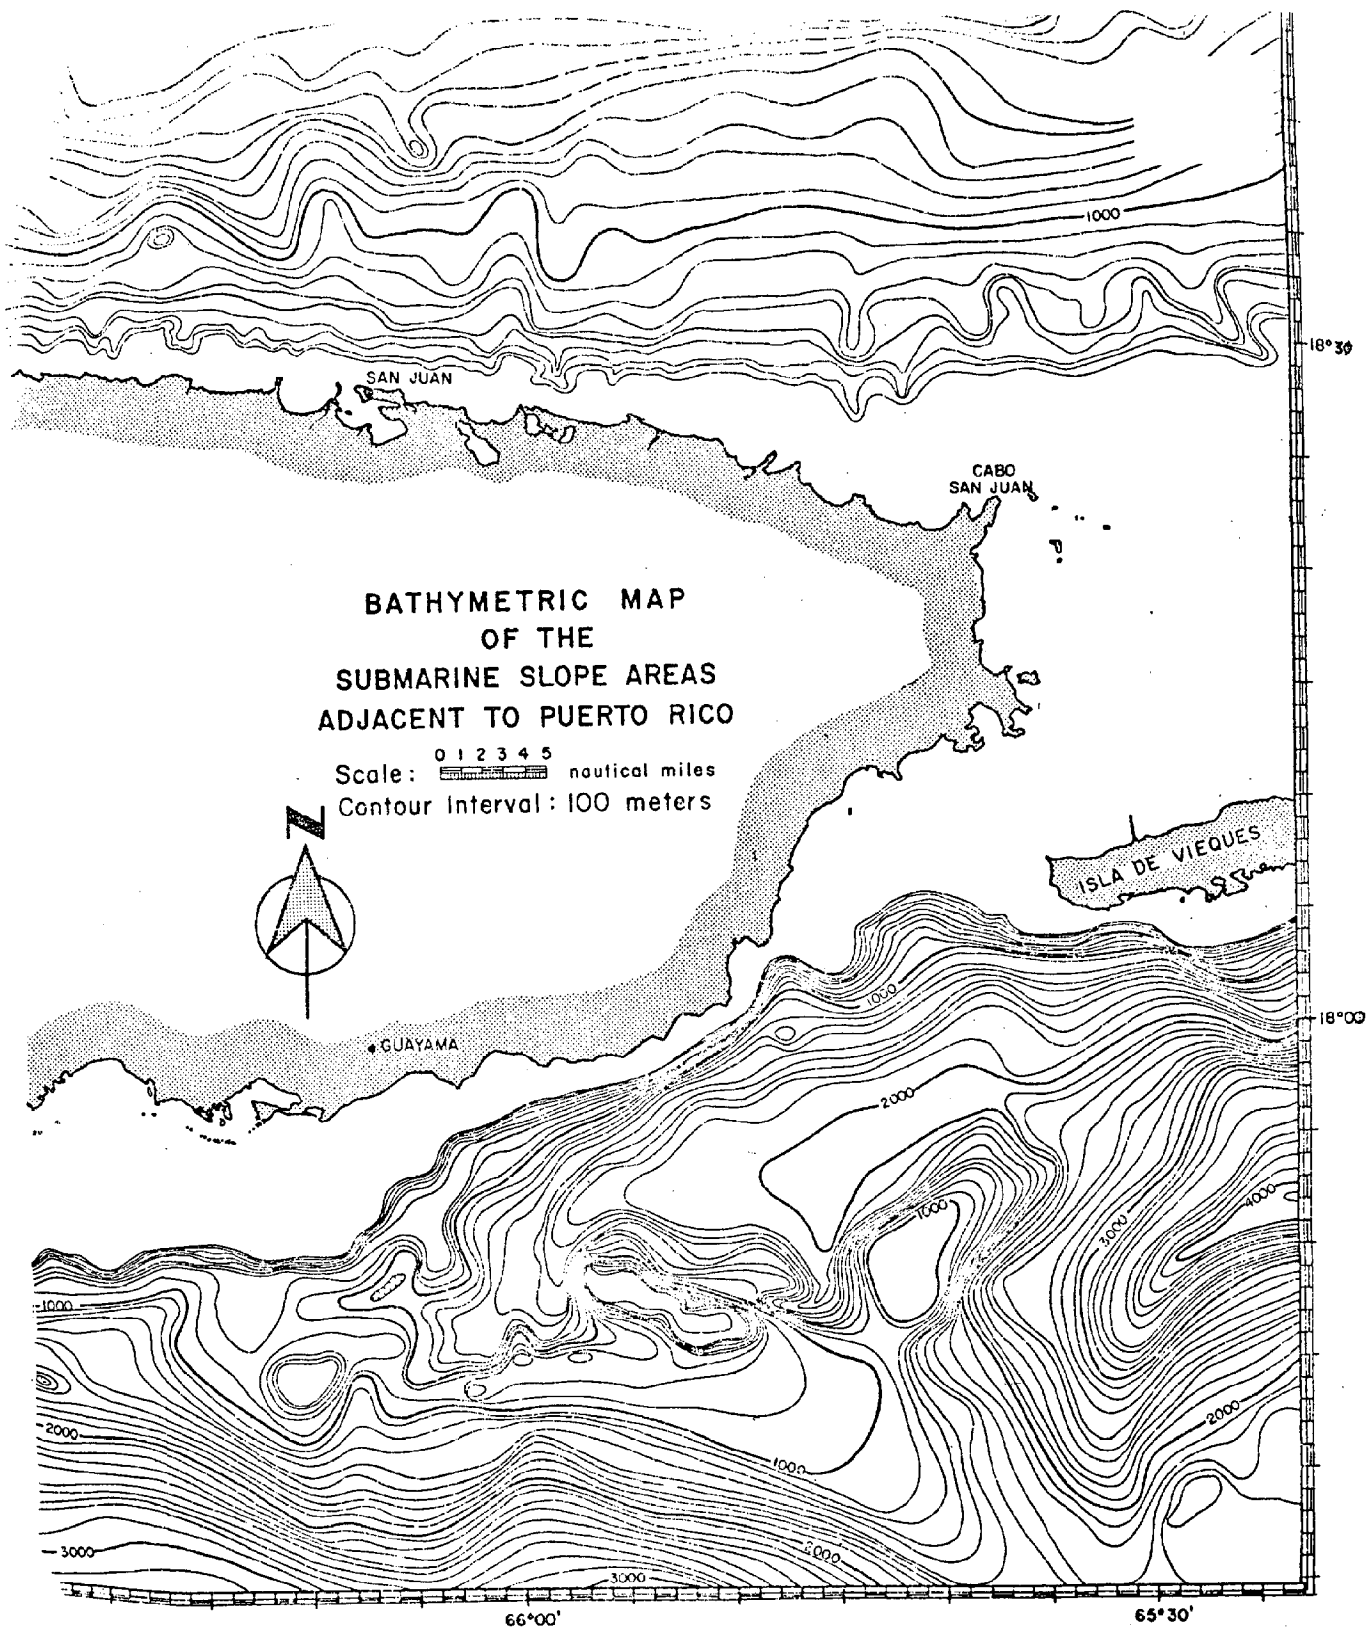 1000
18°30
SAN JUAN
CABO
SAN JUAN
BATHYMETRIC MAP
OF THE
SUBMARINE SLOPE AREAS
ADJACENT TO PUERTO RICO
0 1 2 3 4 5
Scale: nautical miles
Contour Interval: 100 meters
N
ISLA DE VIEQUES
1000
18°00
GUAYAMA
2000
4000
1000
3000
1000
2000
2000
1000
2000
3000
3000
66°00'
65°30'